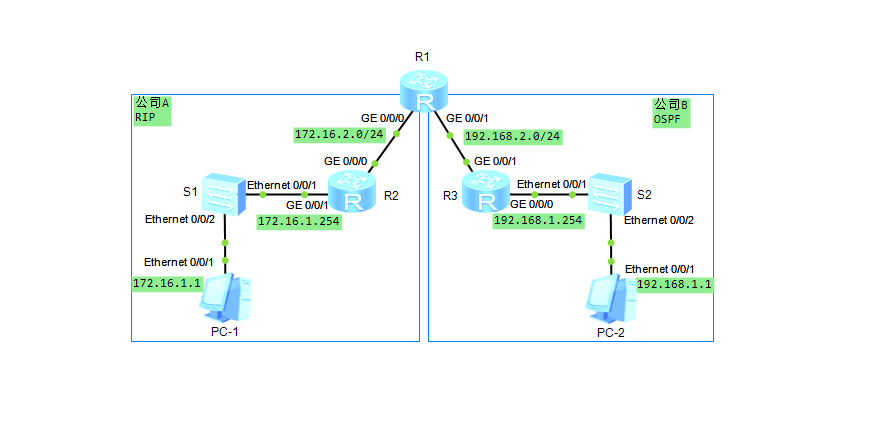 R1
公司A
RIP
公司B
OSPF
GE 0/0/0
GE 0/0/1
172.16.2.0/24
192.168.2.0/24
GE 0/0/0
GE 0/0/1
S1
Ethernet 0/0/1
R2
R3
Ethernet 0/0/1
S2
GE 0/0/1
GE 0/0/0
Ethernet 0/0/2
172.16.1.254
192.168.1.254
Ethernet 0/0/2
Ethernet 0/0/1
Ethernet 0/0/1
172.16.1.1
192.168.1.1
R
R
R
PC-1
PC-2